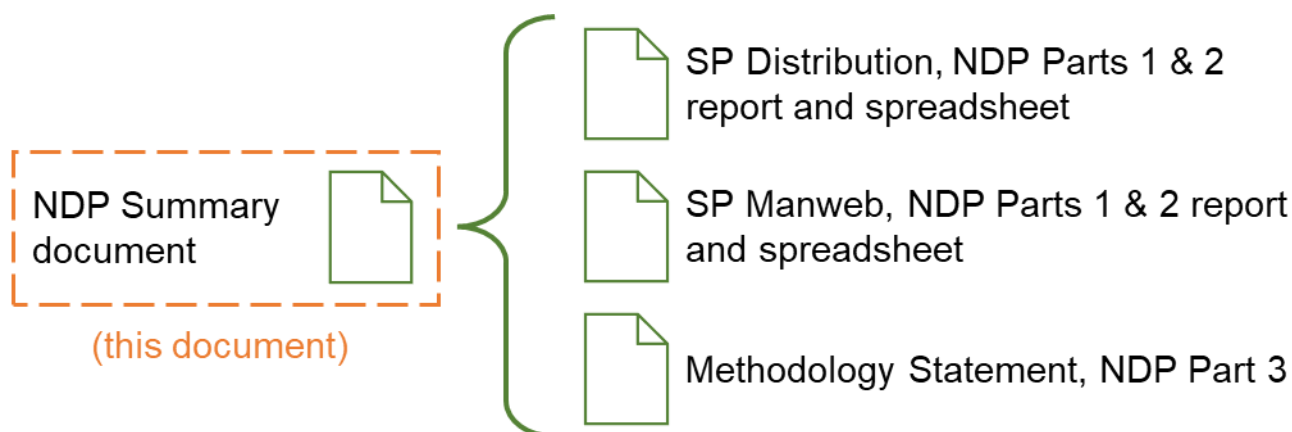 NDP Summary
document
(this document)
SP Distribution, NDP Parts 1 & 2
report and spreadsheet
SP Manweb, NDP Parts 1 & 2 report
and spreadsheet
Methodology Statement, NDP Part 3